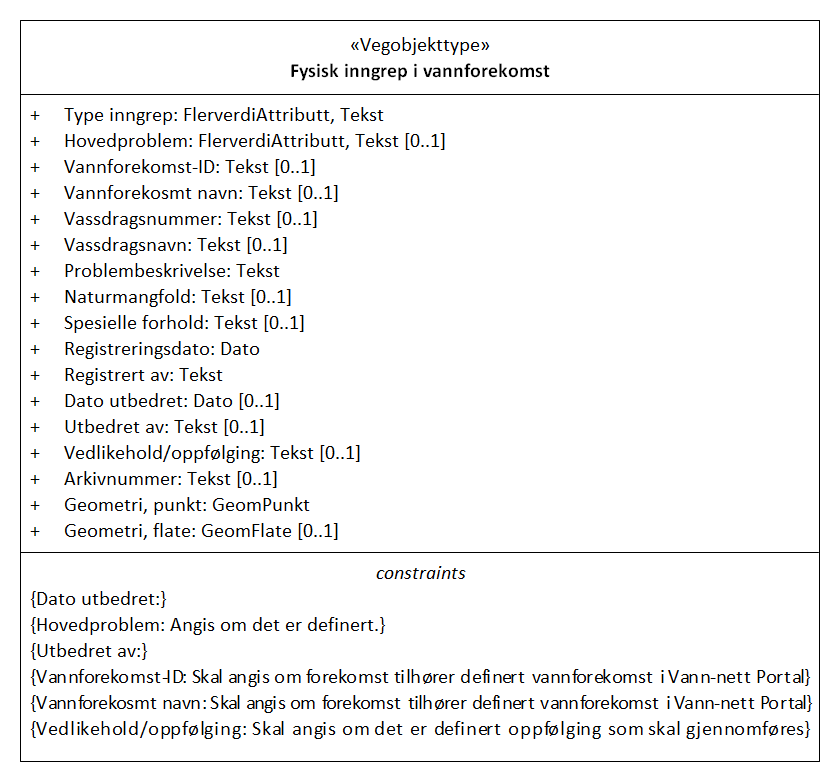 «Vegobjekttype»
Fysisk inngrep i vannforekomst
+ Type inngrep: FlerverdiAttributt, Tekst
+ Hovedproblem: FlerverdiAttributt, Tekst [0..1]
+ Vannforekomst-ID: Tekst [0..1]
+ Vannforekosmt navn: Tekst [0..1]
+ Vassdragsnummer: Tekst [0..1]
+ Vassdragsnavn: Tekst [0..1]
+ Problembeskrivelse: Tekst
+ Naturmangfold: Tekst [0..1]
+ Spesielle forhold: Tekst [0..1]
+ Registreringsdato: Dato
+ Registrert av: Tekst
+ Dato utbedret: Dato [0..1]
+ Utbedret av: Tekst [0..1]
+ Vedlikehold/oppfølging: Tekst [0..1]
+ Arkivnummer: Tekst [0..1]
+ Geometri, punkt: GeomPunkt
+ Geometri, flate: GeomFlate [0..1]
constraints
{Dato utbedret:}
{Hovedproblem: Angis om det er definert.}
{Utbedret av:}
{Vannforekomst-ID: Skal angis om forekomst tilhører definert vannforekomst i Vann-nett Portal}
{Vannforekosmt navn: Skal angis om forekomst tilhører definert vannforekomst i Vann-nett Portal}
{Vedlikehold/oppfølging: Skal angis om det er definert oppfølging som skal gjennomføres}